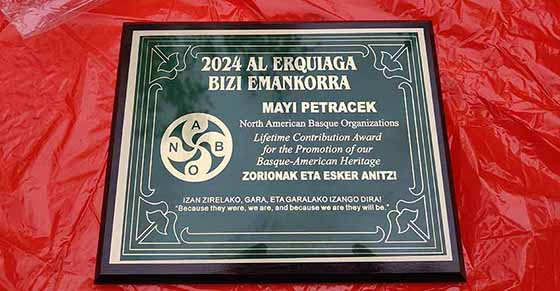 2024 AL ERQUIAGA
BIZI EMANKORRA
MAYI PETRACEK
North American Basque Organizations
Lifetime Contribution Award
for the Promotion of our
Basque-American Heritage
ZORIONAK ETA ESKER ANITZ!
N A B O
IZAN ZIRELAKO, GARA, ETA GARALAKO IZANGO DIRA!
"Because they were, we are, and because we are they will be."